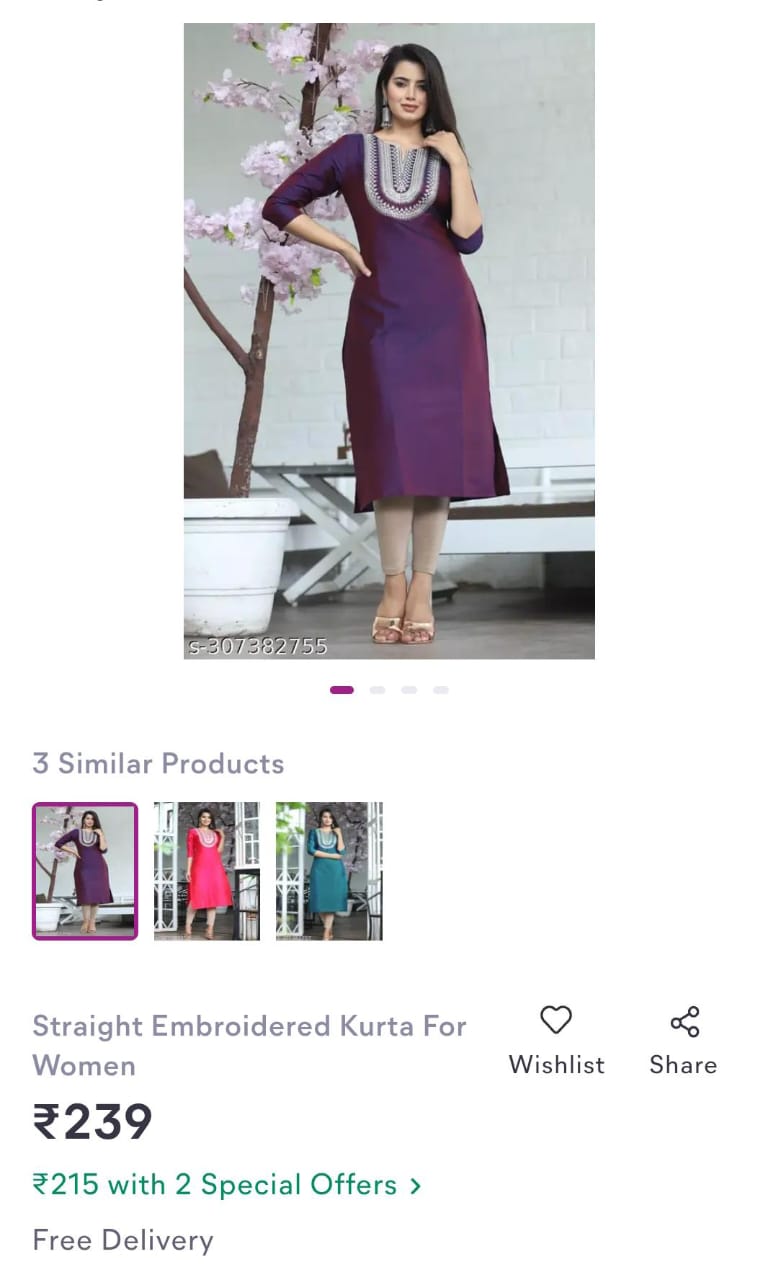 s-307382755
3 Similar Products
Straight Embroidered Kurta For
Women
Wishlist
Share
₹239
₹215 with 2 Special Offers >
Free Delivery